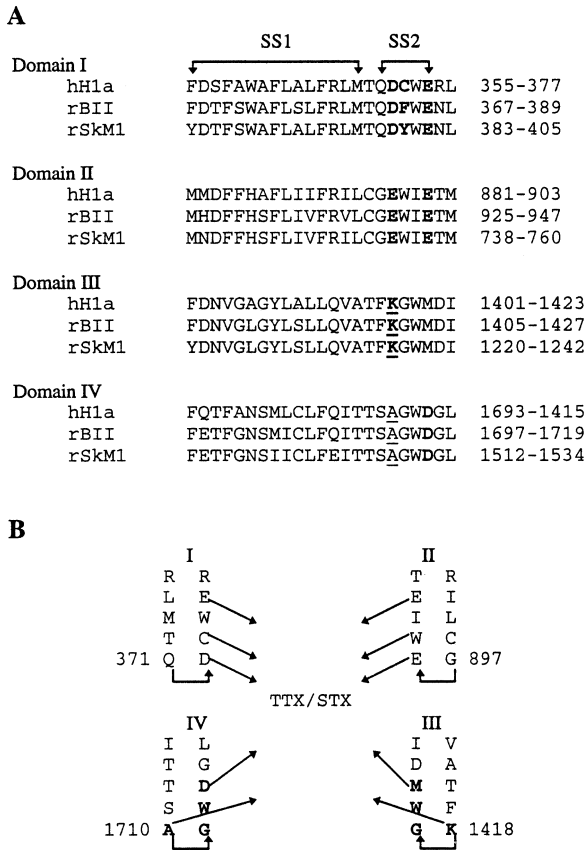 A
SS1 SS2
Domain I
hH1a FDSFAWAFLALFRLMTQDCWERL 355-377
rBII FDTFSWAFLSLFRLMTQDFWENL 367-389
rSkM1 YDTFSWAFLALFRLMTQDYWENL 383-405
Domain II
hH1a MMDFFHAFLIIFRILCGEWIETM 881-903
rBII MHDFFHSFLIVFRVLCGEWIETM 925-947
rSkM1 MNDFFHSFLIVFRILCGEWIETM 738-760
Domain III
hH1a FDNVGAGYLALLQVATFKGWMDI 1401-1423
rBII FDNVGLGYLSLLQVATFKGWMDI 1405-1427
rSkM1 YDNVGLGYLSLLQVATFKGWMDI 1220-1242
Domain IV
hH1a FQTFANSMLCLFQITTSAGWDGL 1693-1415
rBII FETFGNSMICLFQITTSAGWDGL 1697-1719
rSkM1 FETFGNSIICLFEITTSAGWDGL 1512-1534
B
I II
R R T R
L E E I
M W I L
T C W C
371 Q D E G 897
TTX/STX
IV III
I L I V
T G D A
T D M T
S W W F
1710 A G G K 1418